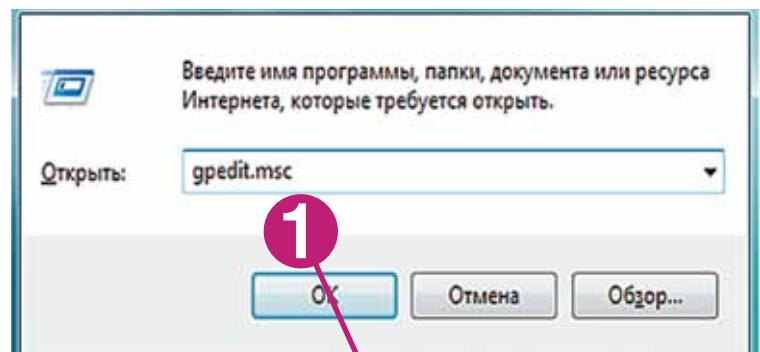 Введите имя программы, папки, документа или ресурса
Интернета, которые требуется открыть.
Открыть: gpedit.msc
1
OK Отмена Обзор...